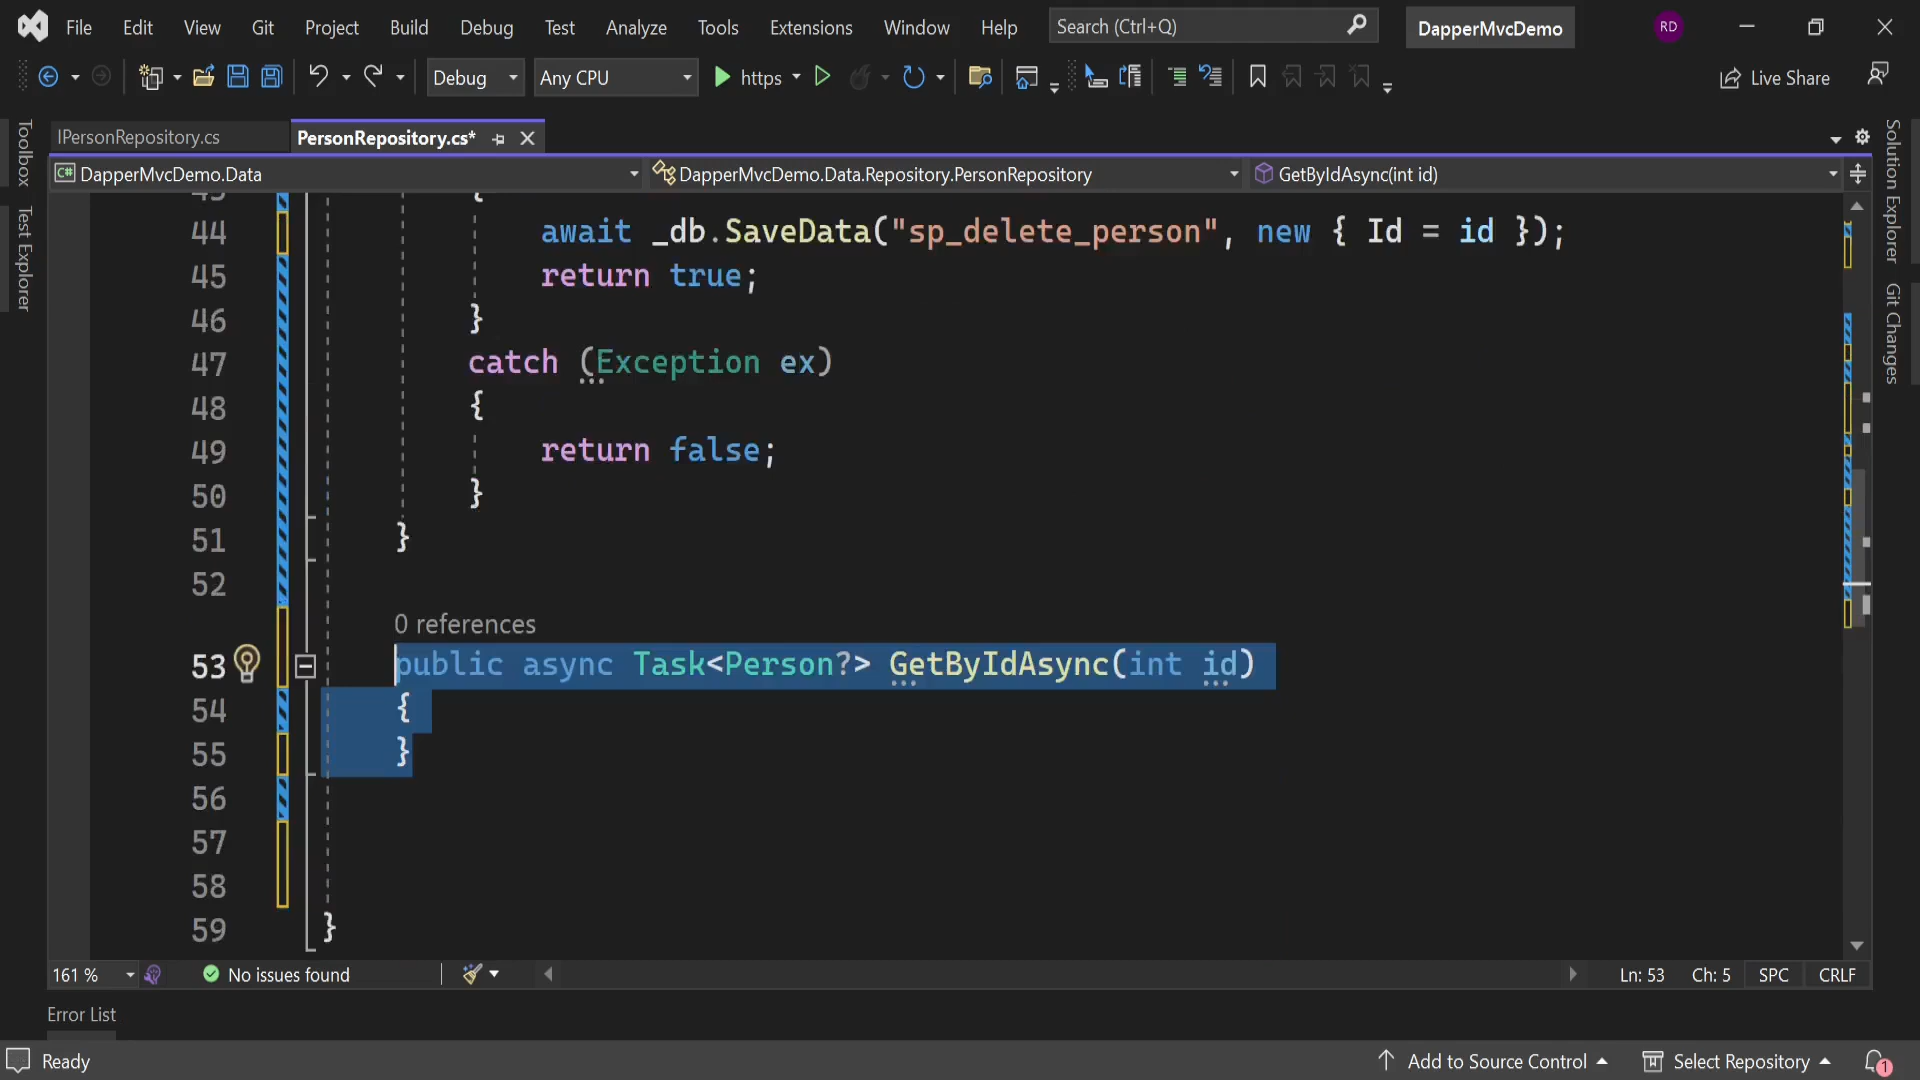 File Edit View Git Project Build Debug Test Analyze Tools Extensions Window Help Search (Ctrl+Q) DapperMvcDemo RD
Debug Any CPU https Live Share
Toolbox
Test Explorer
IPersonRepository.cs PersonRepository.cs*
C# DapperMvcDemo.Data DapperMvcDemo.Data.Repository.PersonRepository GetByIdAsync(int id)
44 await _db.SaveData("sp_delete_person", new { Id = id });
45 return true;
46 }
47 catch (Exception ex)
48 {
49 return false;
50 }
51 }
52
0 references
53 public async Task<Person?> GetByIdAsync(int id)
54 {
55 }
56
57
58
59 }
Solution Explorer
Git Changes
161 % No issues found Ln: 53 Ch: 5 SPC CRLF
Error List
Ready Add to Source Control Select Repository 1